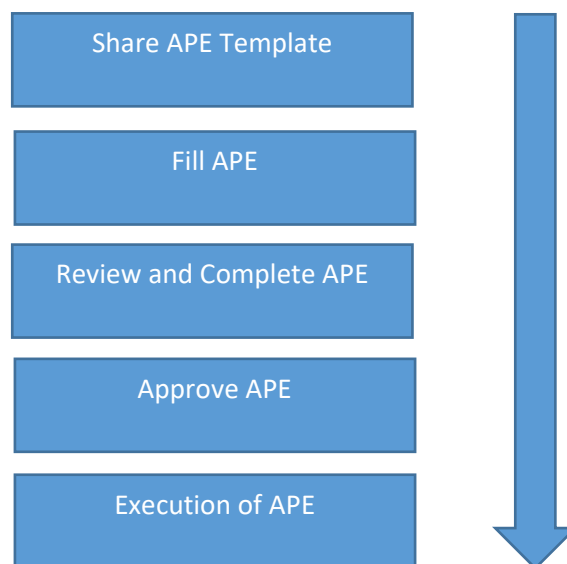 Share APE Template
Fill APE
Review and Complete APE
Approve APE
Execution of APE